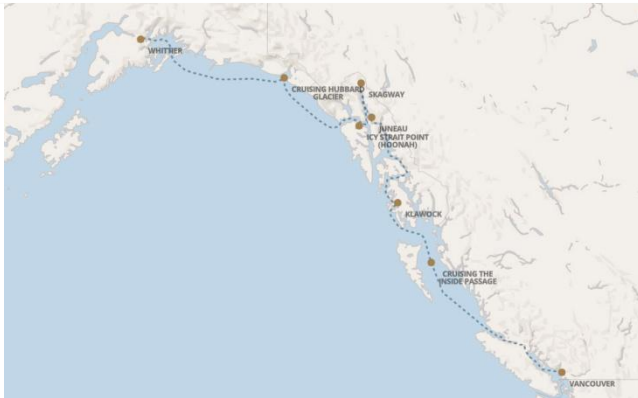 WHITTIER
CRUISING HUBBARD
GLACIER
SKAGWAY
JUNEAU
ICY STRAIT POINT
(HOONAH)
KLAWOCK
CRUISING THE
INSIDE PASSAGE
VANCOUVER